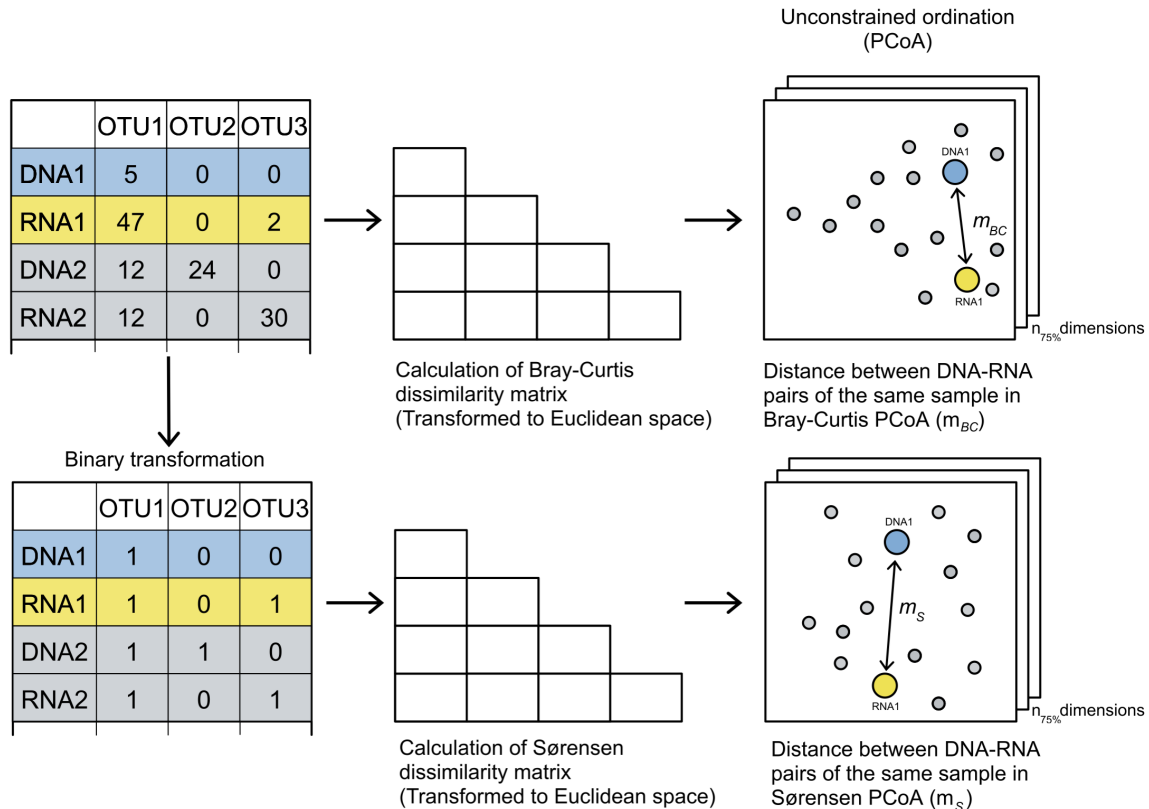 Unconstrained ordination
(PCoA)
OTU1 OTU2 OTU3
DNA1 5 0 0
RNA1 47 0 2
DNA2 12 24 0
RNA2 12 0 30
DNA1
m_BC
RNA1
n_75% dimensions
Calculation of Bray-Curtis
dissimilarity matrix
(Transformed to Euclidean space)
Distance between DNA-RNA
pairs of the same sample in
Bray-Curtis PCoA (m_BC)
Binary transformation
OTU1 OTU2 OTU3
DNA1 1 0 0
RNA1 1 0 1
DNA2 1 1 0
RNA2 1 0 1
DNA1
m_S
RNA1
n_75% dimensions
Calculation of Sørensen
dissimilarity matrix
(Transformed to Euclidean space)
Distance between DNA-RNA
pairs of the same sample in
Sørensen PCoA (m_S)